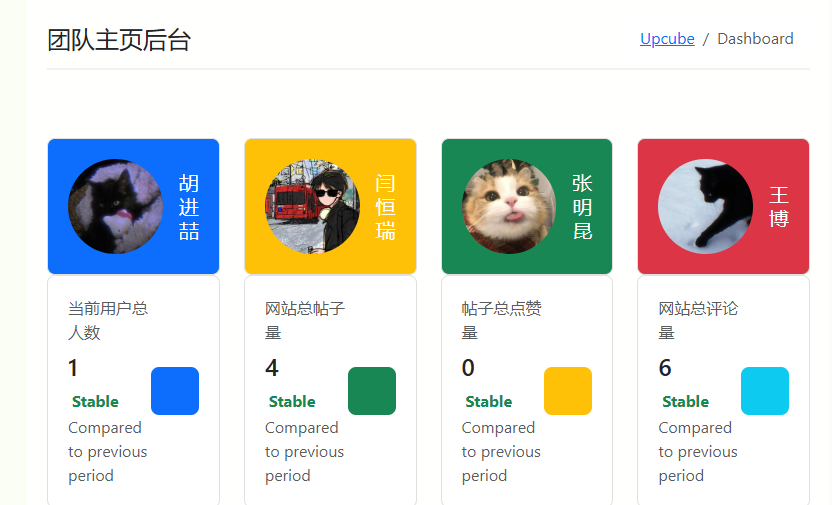 团队主页后台
Upcube / Dashboard
胡进喆
闫恒瑞
张明昆
王博
当前用户总
人数
1
Stable
Compared
to previous
period
网站总帖子
量
4
Stable
Compared
to previous
period
帖子总点赞
量
0
Stable
Compared
to previous
period
网站总评论
量
6
Stable
Compared
to previous
period